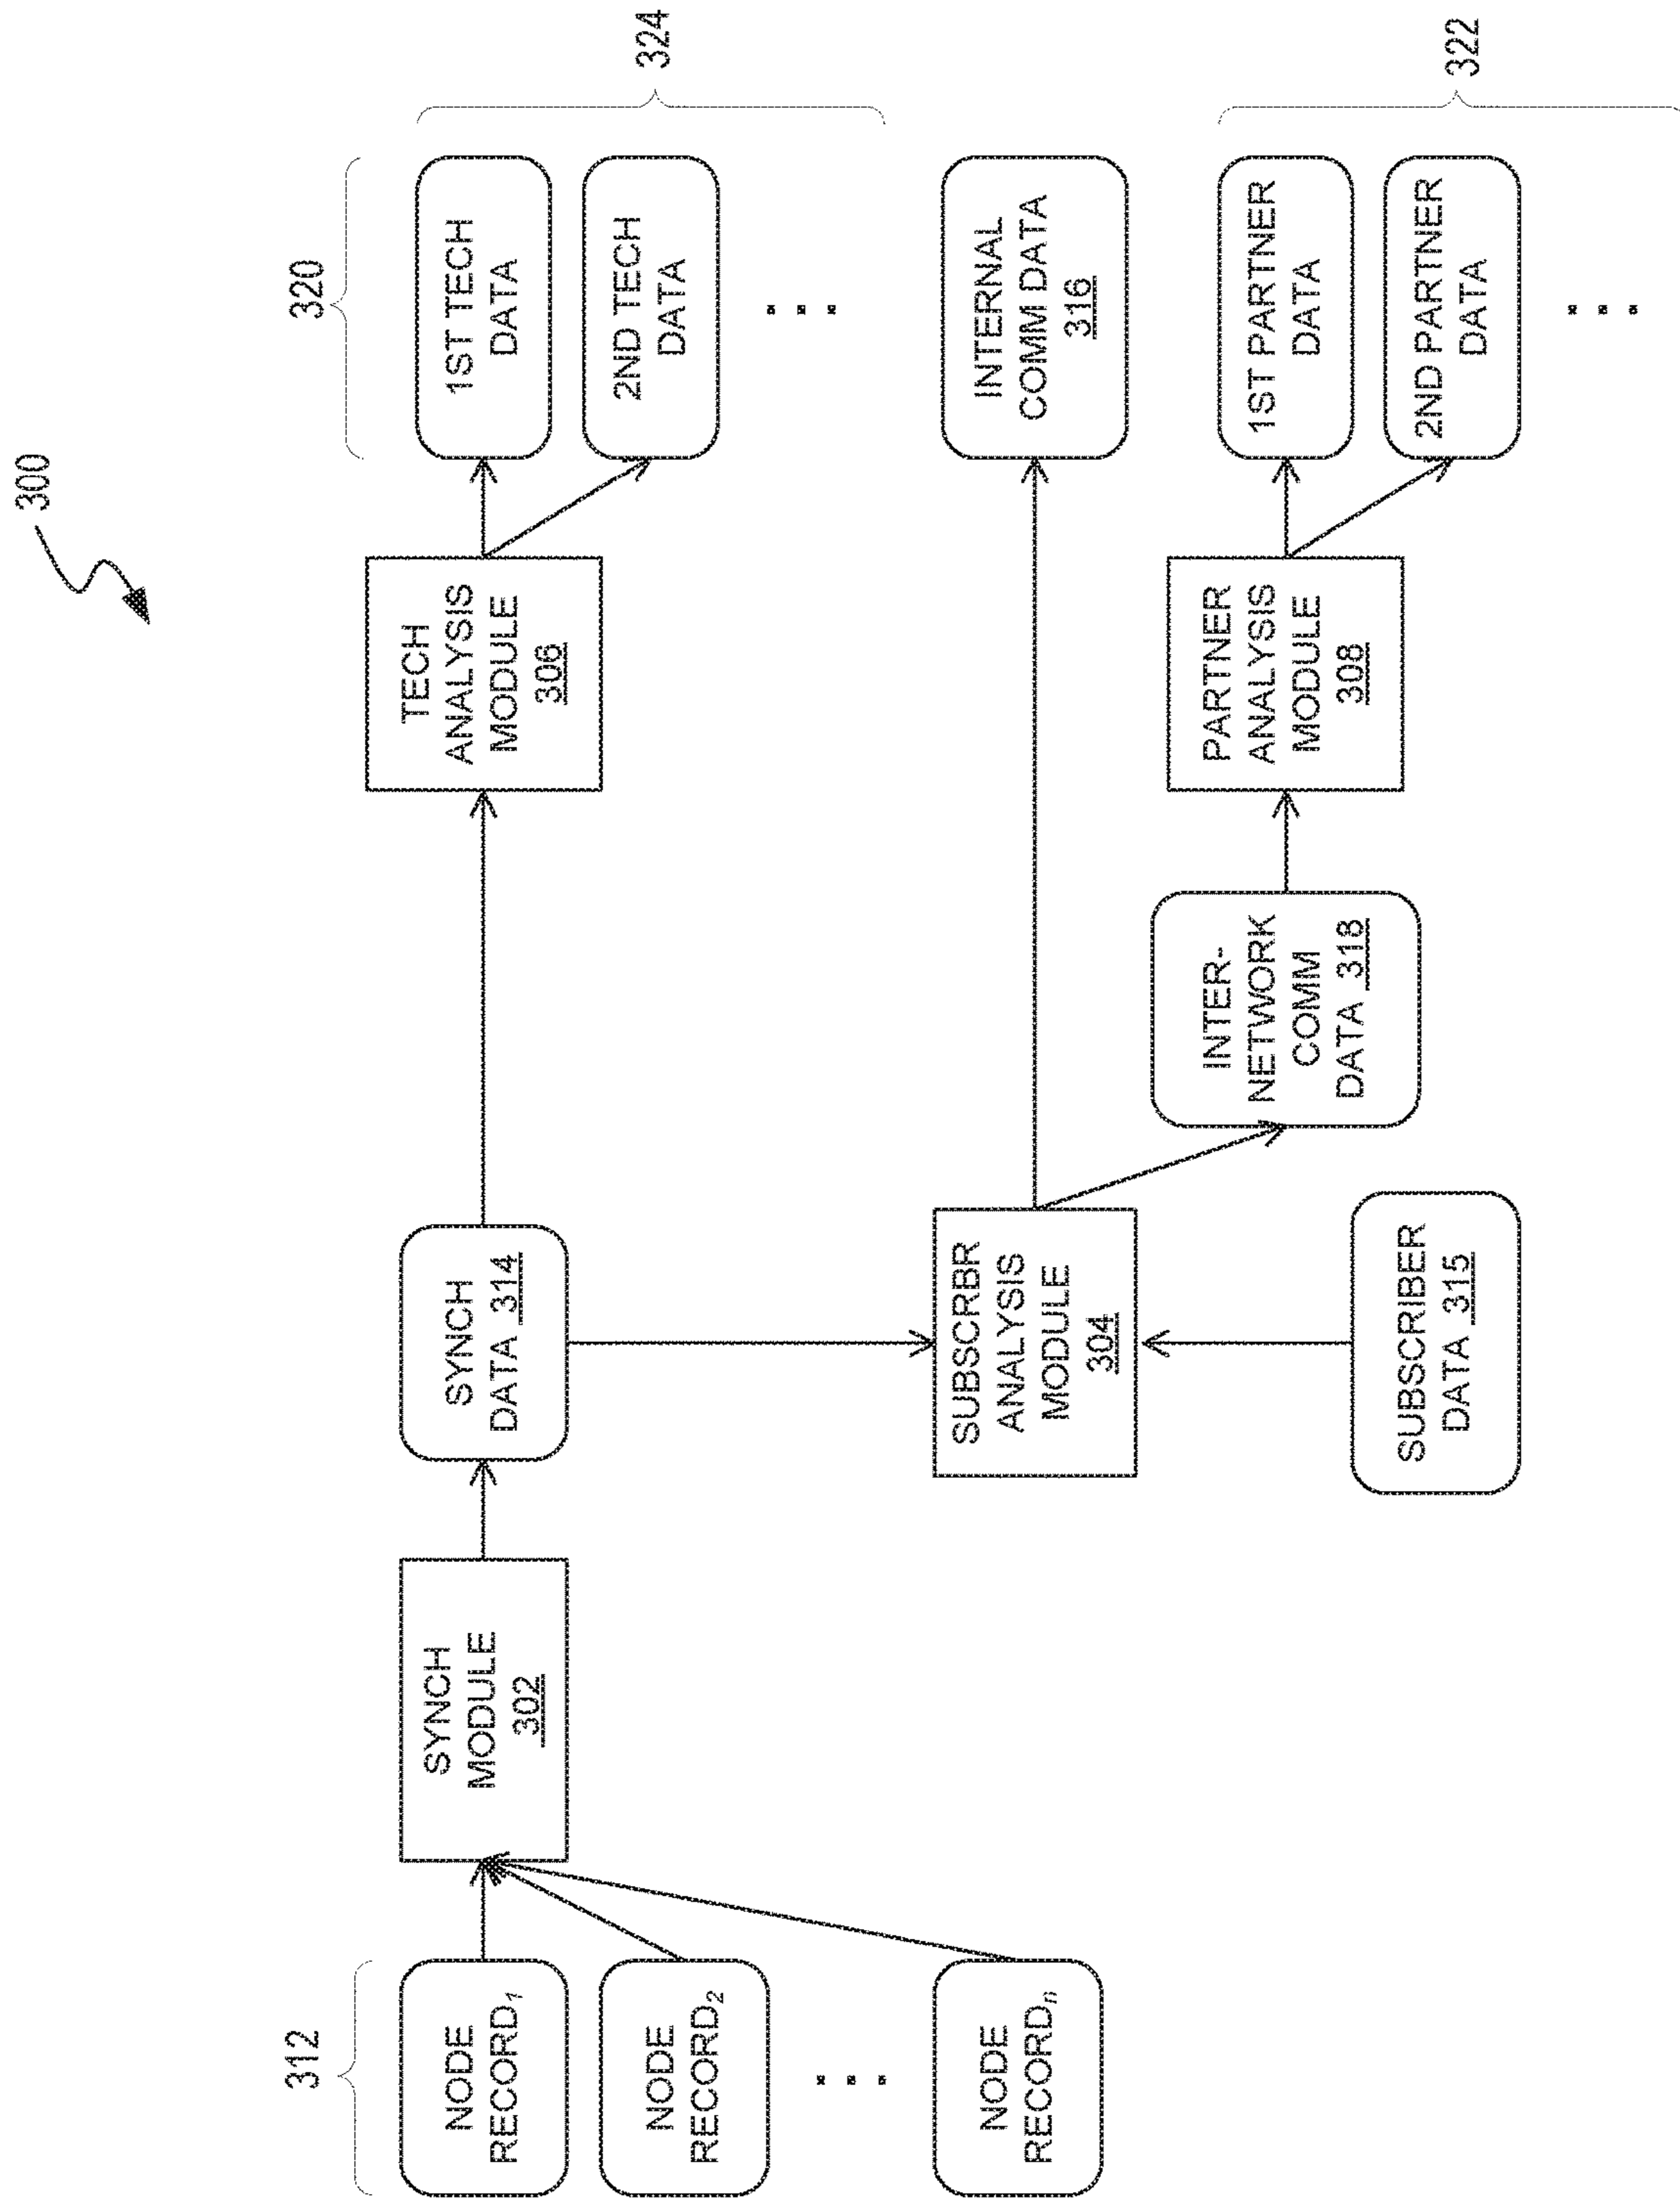 300
312
NODE
RECORD1
NODE
RECORD2
. . .
NODE
RECORDn
SYNCH
MODULE
302
SYNCH
DATA 314
SUBSCRBR
ANALYSIS
MODULE
304
SUBSCRIBER
DATA 315
INTER-
NETWORK
COMM
DATA 318
TECH
ANALYSIS
MODULE
306
PARTNER
ANALYSIS
MODULE
308
320
1ST TECH
DATA
2ND TECH
DATA
. . .
324
INTERNAL
COMM DATA
316
1ST PARTNER
DATA
2ND PARTNER
DATA
. . .
322